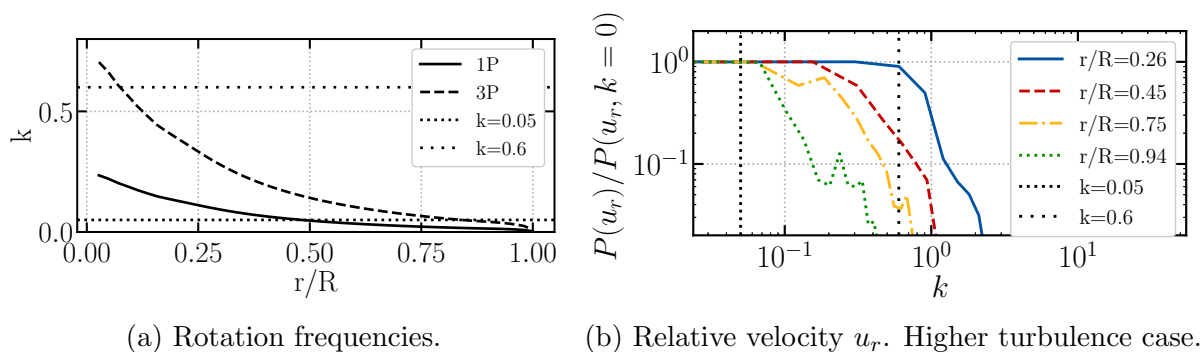 k
0.5
0.0
0.00
0.25
0.50
0.75
1.00
r/R
1P
3P
k=0.05
k=0.6
P(u_r)/P(u_r, k = 0)
10^0
10^{-1}
10^{-1}
10^0
10^1
k
r/R=0.26
r/R=0.45
r/R=0.75
r/R=0.94
k=0.05
k=0.6
(a) Rotation frequencies.
(b) Relative velocity u_r. Higher turbulence case.